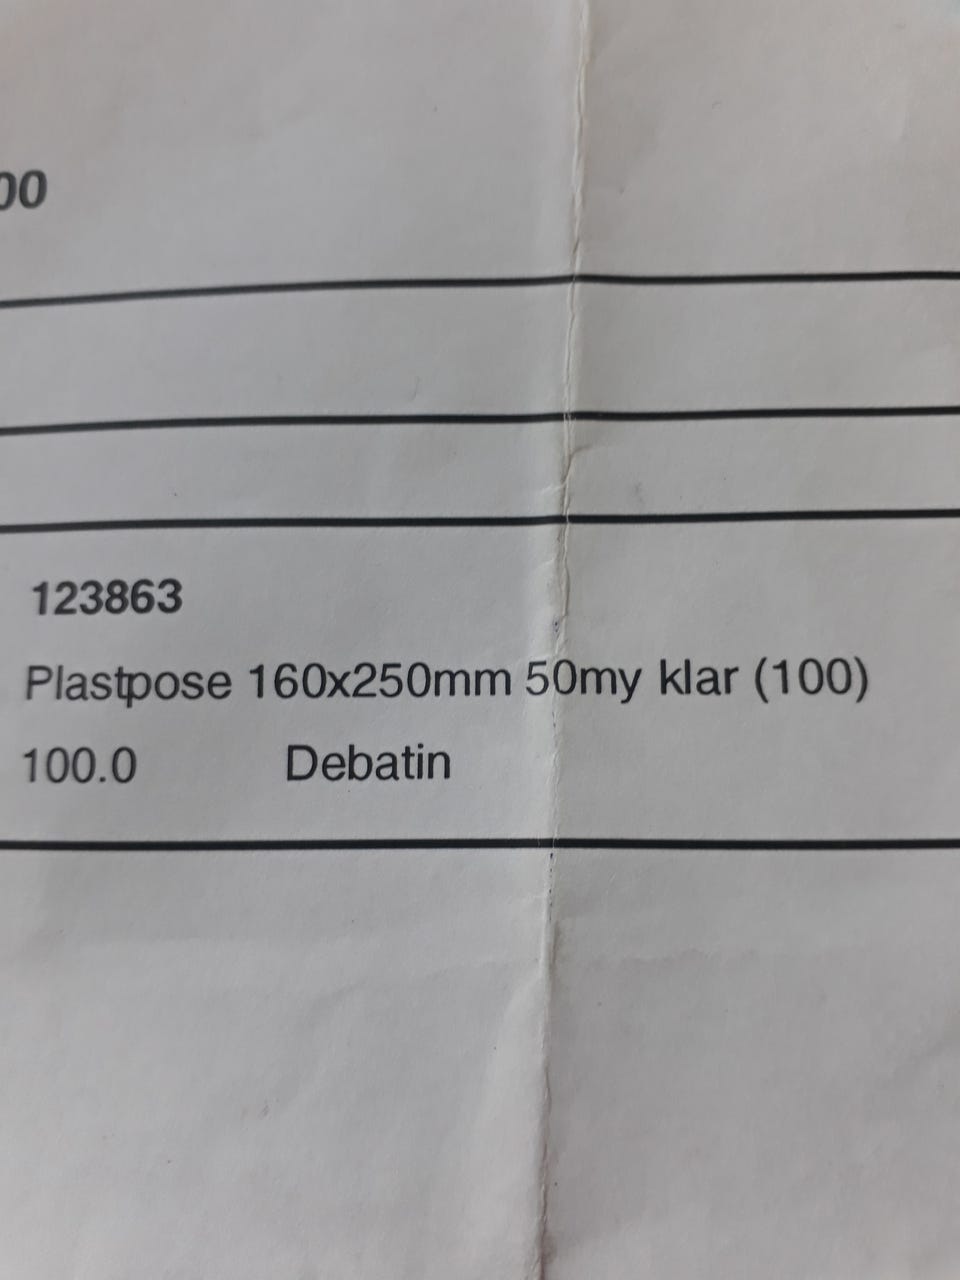 00
123863
Plastpose 160x250mm 50my klar (100)
100.0 Debatin